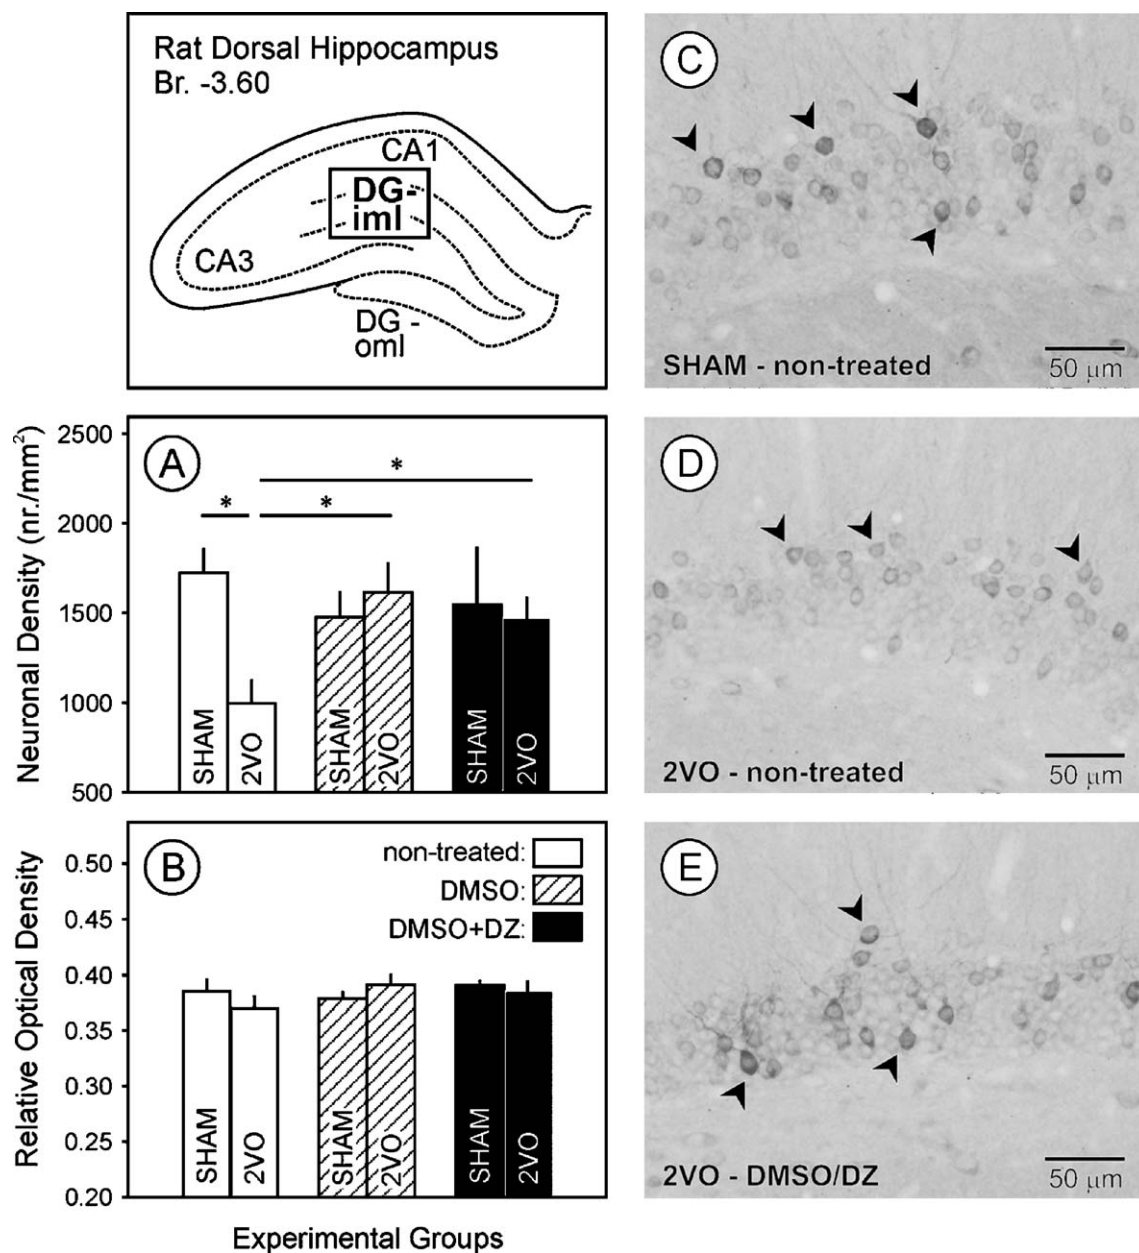 Rat Dorsal Hippocampus
Br. -3.60
CA1
DG-
iml
CA3
DG -
oml
Neuronal Density (nr./mm²)
2500
2000
1500
1000
500
A
*
*
*
SHAM
2VO
SHAM
2VO
SHAM
2VO
Relative Optical Density
0.50
0.45
0.40
0.35
0.30
0.25
0.20
B
non-treated:
DMSO:
DMSO+DZ:
SHAM
2VO
SHAM
2VO
SHAM
2VO
Experimental Groups
C
SHAM - non-treated
50 µm
D
2VO - non-treated
50 µm
E
2VO - DMSO/DZ
50 µm